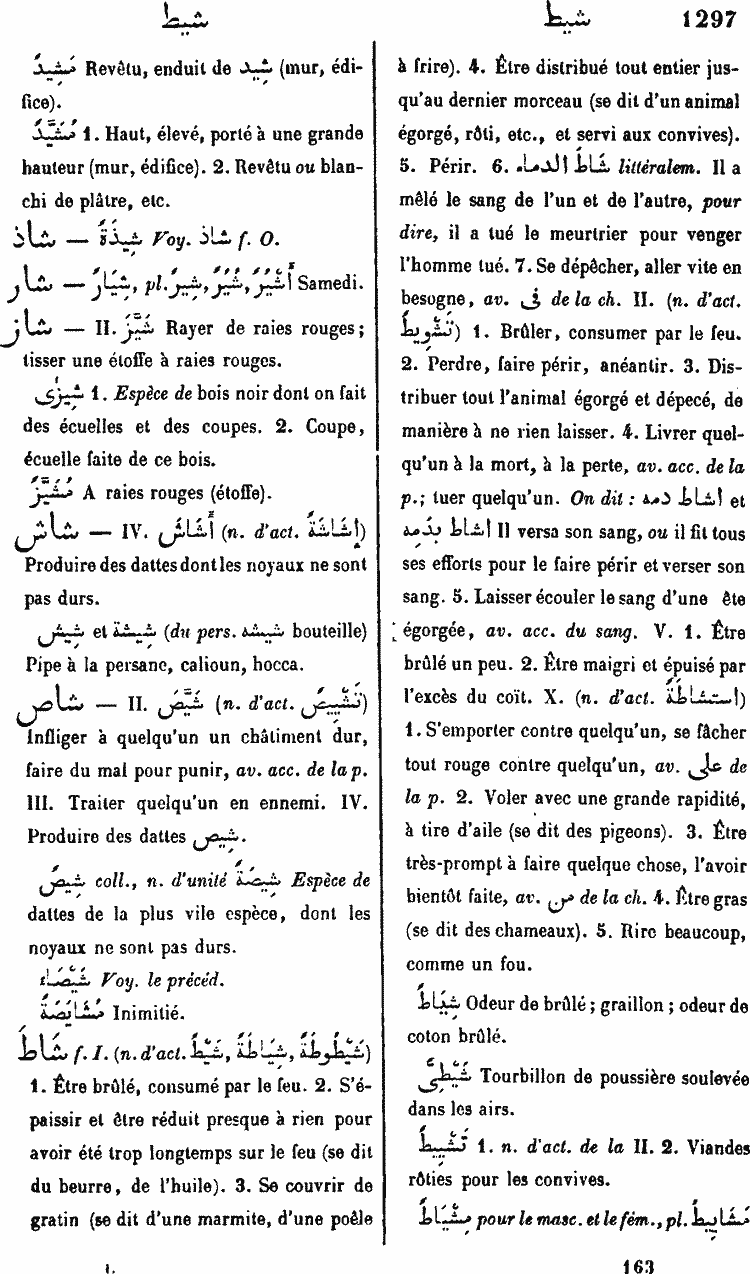 شيط
شيط 1297
مَشِيدٌ Revêtu, enduit de شِيد (mur, édi-
fice).
مُشَيَّدٌ 1. Haut, élevé, porté à une grande
hauteur (mur, édifice). 2. Revêtu ou blan-
chi de plâtre, etc.
شاذ — شِيذَةٌ Voy. شاذ f. O.
شار — شِيَارٌ, pl. شِيرٌ, شُيُرٌ, أَشْيُرٌ Samedi.
شاز — II. شَيَّزَ Rayer de raies rouges;
tisser une étoffe à raies rouges.
شِيزَى 1. Espèce de bois noir dont on fait
des écuelles et des coupes. 2. Coupe,
écuelle faite de ce bois.
مُشَيَّزٌ A raies rouges (étoffe).
شاش — IV. أَشَاشَ (n. d'act. إِشَاشَةٌ)
Produire des dattes dont les noyaux ne sont
pas durs.
شِيش et شِيشَة (du pers. شيشه bouteille)
Pipe à la persane, calioun, hocca.
شاص — II. شَيَّصَ (n. d'act. تَشْيِيصٌ)
Infliger à quelqu'un un châtiment dur,
faire du mal pour punir, av. acc. de la p.
III. Traiter quelqu'un en ennemi. IV.
Produire des dattes شِيص.
شِيصٌ coll., n. d'unité شِيصَةٌ Espèce de
dattes de la plus vile espèce, dont les
noyaux ne sont pas durs.
شِيصَاء Voy. le précéd.
مُشَايَصَةٌ Inimitié.
شَاطَ f. I. (n. d'act. شَيْطٌ, شِيَاطَةٌ, شَيْطُوطَةٌ)
1. Être brûlé, consumé par le feu. 2. S'é-
paissir et être réduit presque à rien pour
avoir été trop longtemps sur le feu (se dit
du beurre, de l'huile). 3. Se couvrir de
gratin (se dit d'une marmite, d'une poêle
à frire). 4. Être distribué tout entier jus-
qu'au dernier morceau (se dit d'un animal
égorgé, rôti, etc., et servi aux convives).
5. Périr. 6. شَاطَ الدماء littéralem. Il a
mêlé le sang de l'un et de l'autre, pour
dire, il a tué le meurtrier pour venger
l'homme tué. 7. Se dépêcher, aller vite en
besogne, av. فى de la ch. II. (n. d'act.
تَشْوِيطٌ) 1. Brûler, consumer par le feu.
2. Perdre, faire périr, anéantir. 3. Dis-
tribuer tout l'animal égorgé et dépecé, de
manière à ne rien laisser. 4. Livrer quel-
qu'un à la mort, à la perte, av. acc. de la
p.; tuer quelqu'un. On dit : اشاط دمه et
اشاط بِدَمه Il versa son sang, ou il fit tous
ses efforts pour le faire périr et verser son
sang. 5. Laisser écouler le sang d'une ête
égorgée, av. acc. du sang. V. 1. Être
brûlé un peu. 2. Être maigri et épuisé par
l'excès du coït. X. (n. d'act. اِسْتِشَاطَةٌ)
1. S'emporter contre quelqu'un, se fâcher
tout rouge contre quelqu'un, av. على de
la p. 2. Voler avec une grande rapidité,
à tire d'aile (se dit des pigeons). 3. Être
très-prompt à faire quelque chose, l'avoir
bientôt faite, av. من de la ch. 4. Être gras
(se dit des chameaux). 5. Rire beaucoup,
comme un fou.
شِيَاطٌ Odeur de brûlé; graillon; odeur de
coton brûlé.
شَيْطِىٌّ Tourbillon de poussière soulevée
dans les airs.
تَشْيِيطٌ 1. n. d'act. de la II. 2. Viandes
rôties pour les convives.
مِشْيَاطٌ pour le masc. et le fém., pl. مَشَايِيطُ
I. 163